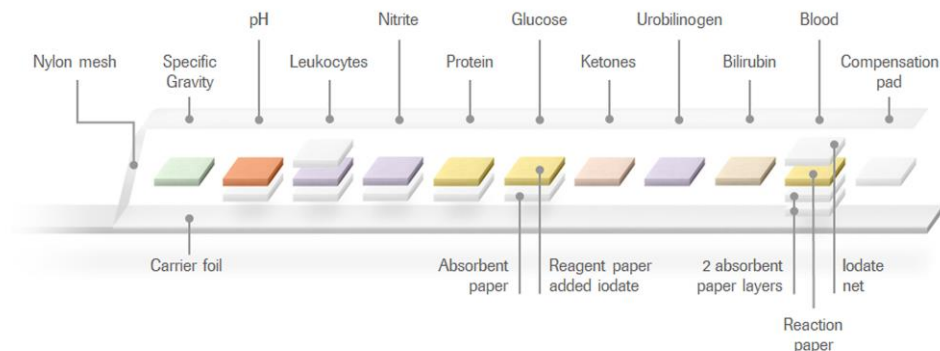 pH
Nitrite
Glucose
Urobilinogen
Blood
Nylon mesh
Specific
Gravity
Leukocytes
Protein
Ketones
Bilirubin
Compensation
pad
Carrier foil
Absorbent
paper
Reagent paper
added iodate
2 absorbent
paper layers
Iodate
net
Reaction
paper